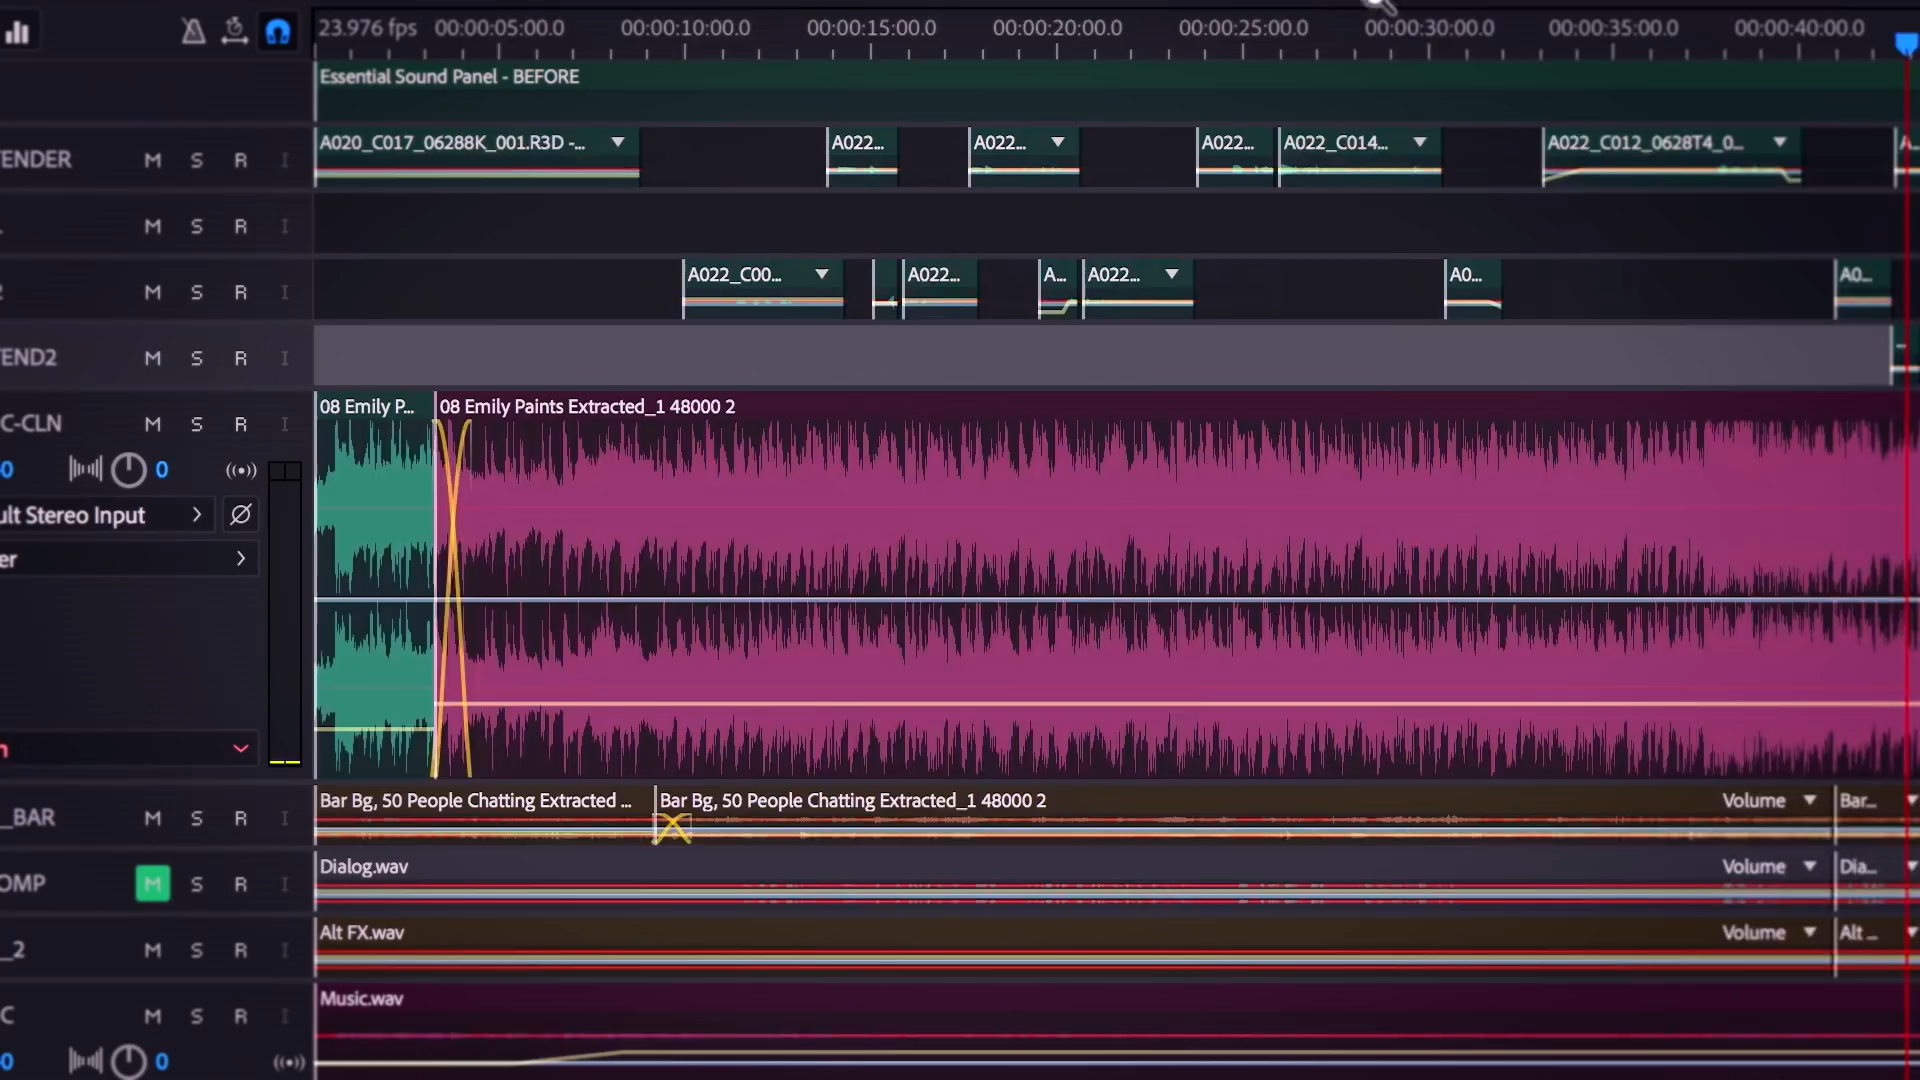 23.976 fps 00:00:05:00.0 00:00:10:00.0 00:00:15:00.0 00:00:20:00.0 00:00:25:00.0 00:00:30:00.0 00:00:35:00.0 00:00:40:00.0
Essential Sound Panel - BEFORE
ENDER M S R I A020_C017_06288K_001.R3D -... A022... A022... A022... A022_C014... A022_C012_0628T4_0... A...
M S R I
2 M S R I A022_C00... A022... A... A022... A0... A0...
END2 M S R I
C-CLN M S R I 08 Emily P... 08 Emily Paints Extracted_1 48000 2
0 0
ult Stereo Input
er
n
_BAR M S R I Bar Bg, 50 People Chatting Extracted ... Bar Bg, 50 People Chatting Extracted_1 48000 2 Volume Bar...
OMP M S R I Dialog.wav Volume Dia...
_2 M S R I Alt FX.wav Volume Alt ...
C M S R I Music.wav
0 0